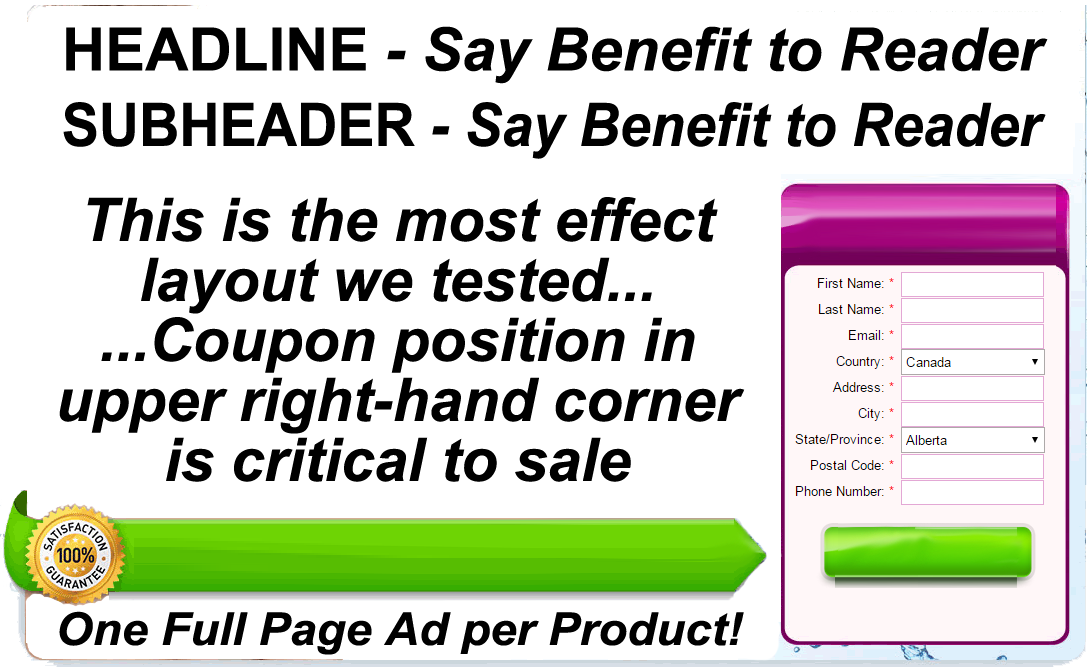 HEADLINE - Say Benefit to Reader
SUBHEADER - Say Benefit to Reader
This is the most effect
layout we tested...
...Coupon position in
upper right-hand corner
is critical to sale
SATISFACTION
100%
GUARANTEE
One Full Page Ad per Product!
First Name: *
Last Name: *
Email: *
Country: * Canada
Address: *
City: *
State/Province: * Alberta
Postal Code: *
Phone Number: *